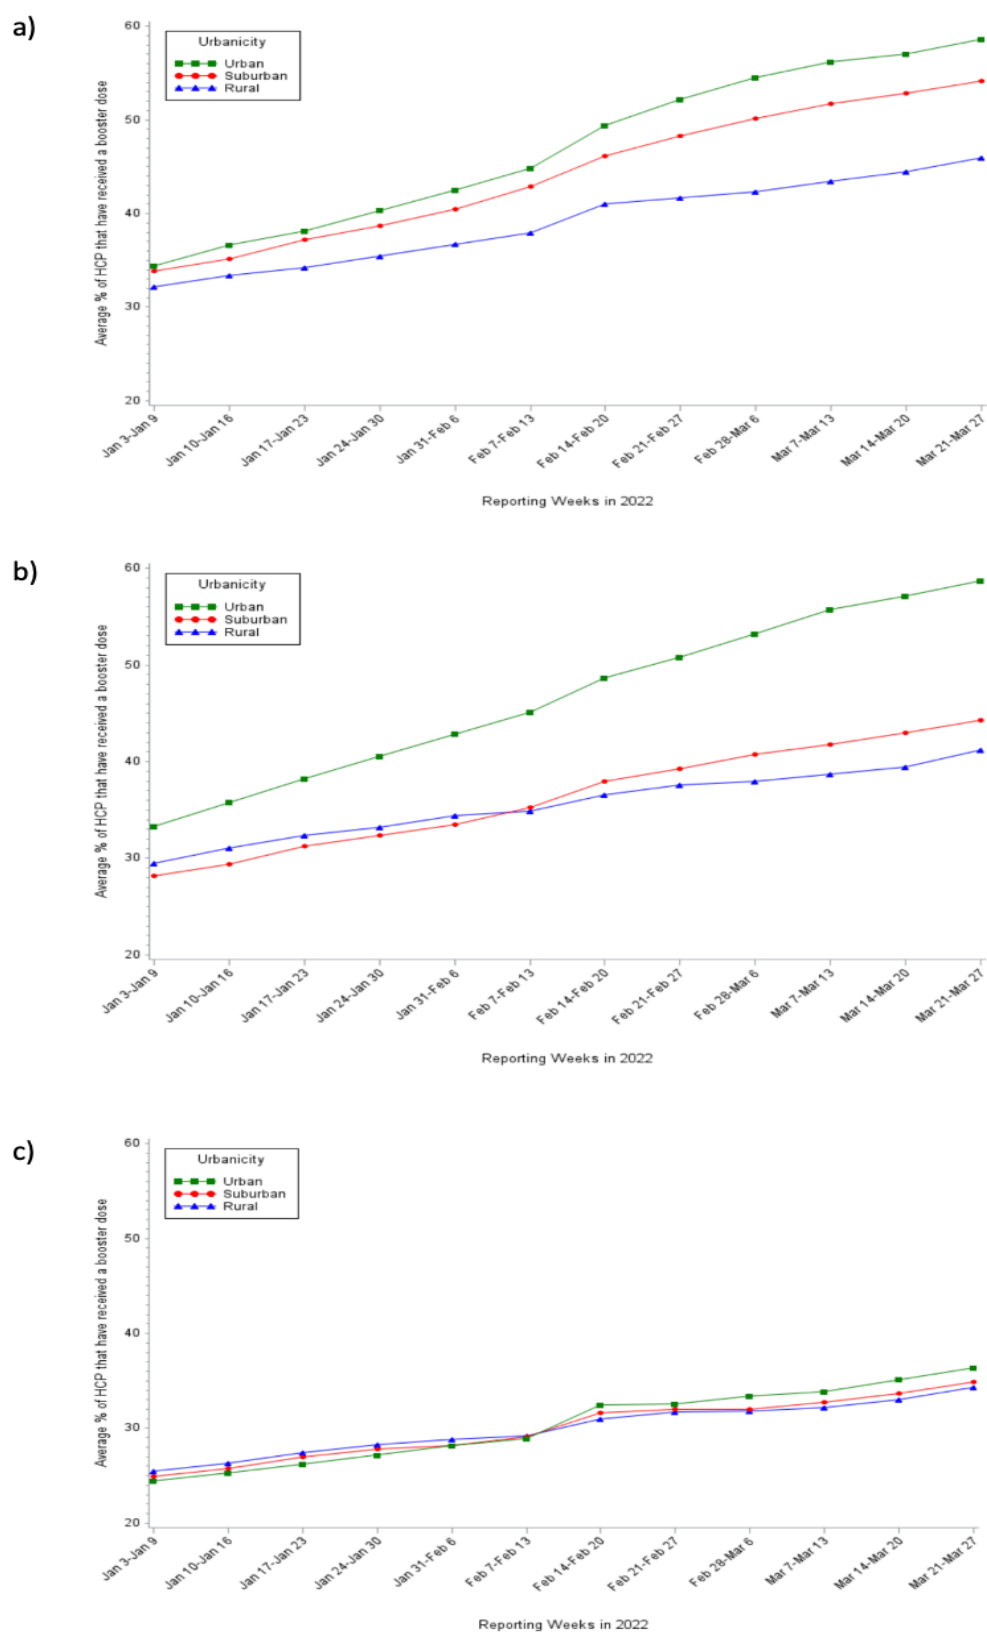 a)
Average % of HCP that have received a booster dose
60
50
40
30
20
Urbanicity
Urban
Suburban
Rural
Jan 3-Jan 9
Jan 10-Jan 16
Jan 17-Jan 23
Jan 24-Jan 30
Jan 31-Feb 6
Feb 7-Feb 13
Feb 14-Feb 20
Feb 21-Feb 27
Feb 28-Mar 6
Mar 7-Mar 13
Mar 14-Mar 20
Mar 21-Mar 27
Reporting Weeks in 2022
b)
Average % of HCP that have received a booster dose
60
50
40
30
20
Urbanicity
Urban
Suburban
Rural
Jan 3-Jan 9
Jan 10-Jan 16
Jan 17-Jan 23
Jan 24-Jan 30
Jan 31-Feb 6
Feb 7-Feb 13
Feb 14-Feb 20
Feb 21-Feb 27
Feb 28-Mar 6
Mar 7-Mar 13
Mar 14-Mar 20
Mar 21-Mar 27
Reporting Weeks in 2022
c)
Average % of HCP that have received a booster dose
60
50
40
30
20
Urbanicity
Urban
Suburban
Rural
Jan 3-Jan 9
Jan 10-Jan 16
Jan 17-Jan 23
Jan 24-Jan 30
Jan 31-Feb 6
Feb 7-Feb 13
Feb 14-Feb 20
Feb 21-Feb 27
Feb 28-Mar 6
Mar 7-Mar 13
Mar 14-Mar 20
Mar 21-Mar 27
Reporting Weeks in 2022